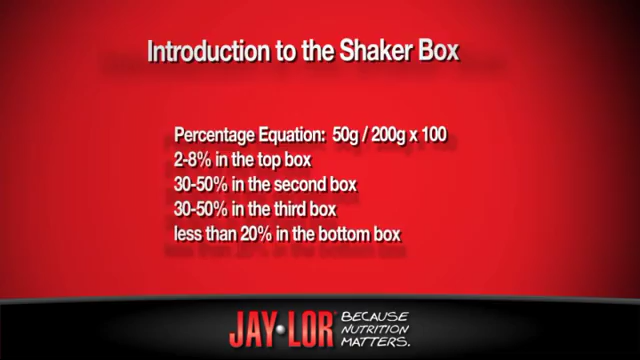 Introduction to the Shaker Box
Percentage Equation: 50g / 200g x 100
2-8% in the top box
30-50% in the second box
30-50% in the third box
less than 20% in the bottom box
JAY•LOR® BECAUSE
NUTRITION
MATTERS.